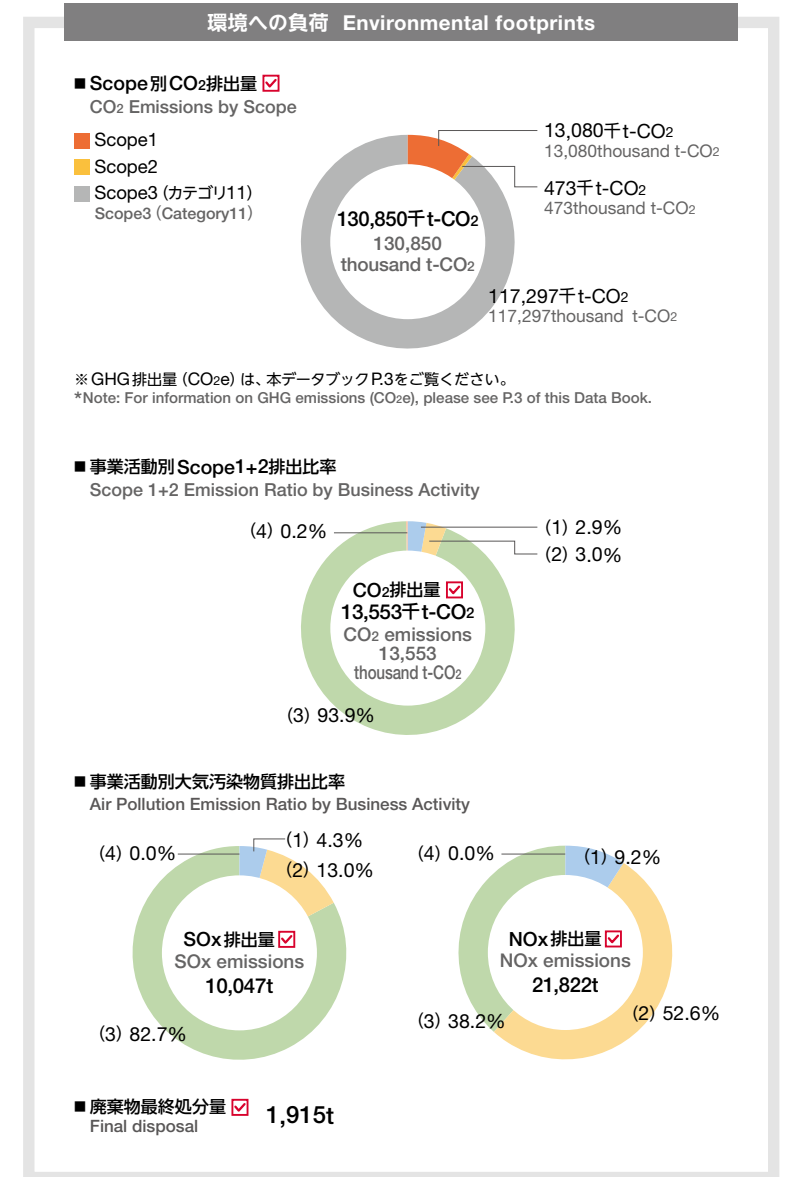 環境への負荷 Environmental footprints
■ Scope別CO2排出量
CO2 Emissions by Scope
Scope1
Scope2
Scope3（カテゴリ11）
Scope3（Category11）
13,080千t-CO2
13,080thousand t-CO2
473千t-CO2
473thousand t-CO2
130,850千t-CO2
130,850
thousand t-CO2
117,297千t-CO2
117,297thousand t-CO2
※GHG排出量（CO2e）は、本データブックP.3をご覧ください。
*Note: For information on GHG emissions (CO2e), please see P.3 of this Data Book.
■ 事業活動別Scope1+2排出比率
Scope 1+2 Emission Ratio by Business Activity
（4）0.2%
（1）2.9%
（2）3.0%
CO2排出量
13,553千t-CO2
CO2 emissions
13,553
thousand t-CO2
（3）93.9%
■ 事業活動別大気汚染物質排出比率
Air Pollution Emission Ratio by Business Activity
（4）0.0%
（1）4.3%
（2）13.0%
SOx排出量
SOx emissions
10,047t
（3）82.7%
（4）0.0%
（1）9.2%
NOx排出量
NOx emissions
21,822t
（3）38.2%
（2）52.6%
■ 廃棄物最終処分量 1,915t
Final disposal